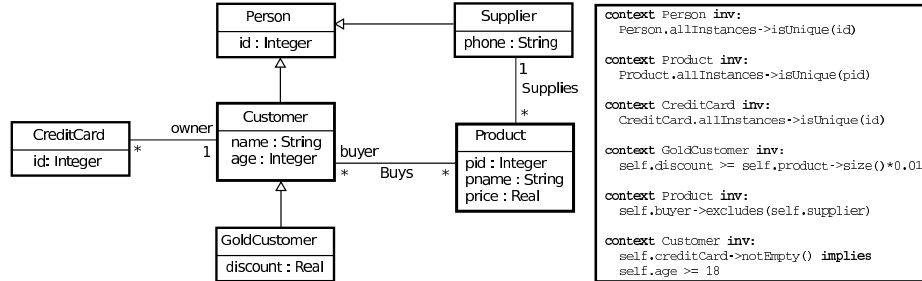 Person
id : Integer
Supplier
phone : String
1
Supplies
*
Customer
name : String
age : Integer
CreditCard
id: Integer
owner
*
1
buyer
*
Buys
*
Product
pid : Integer
pname : String
price : Real
GoldCustomer
discount : Real
context Person inv:
Person.allInstances->isUnique(id)
context Product inv:
Product.allInstances->isUnique(pid)
context CreditCard inv:
CreditCard.allInstances->isUnique(id)
context GoldCustomer inv:
self.discount >= self.product->size()*0.01
context Product inv:
self.buyer->excludes(self.supplier)
context Customer inv:
self.creditCard->notEmpty() implies
self.age >= 18